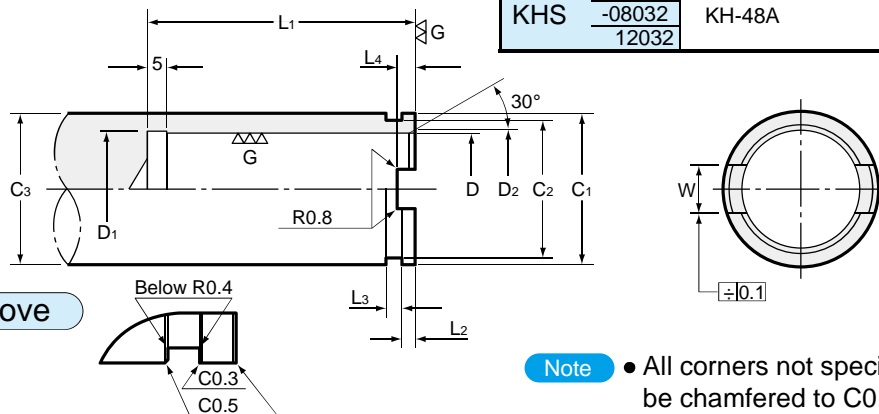 KHS -08032 KH-48A
12032
L1
G
5
L4
30°
G
C3
D1
R0.8
D
D2
C2
C1
W
÷ 0.1
L3
L2
ove
Below R0.4
C0.3
C0.5
Note ● All corners not speci
be chamfered to C0